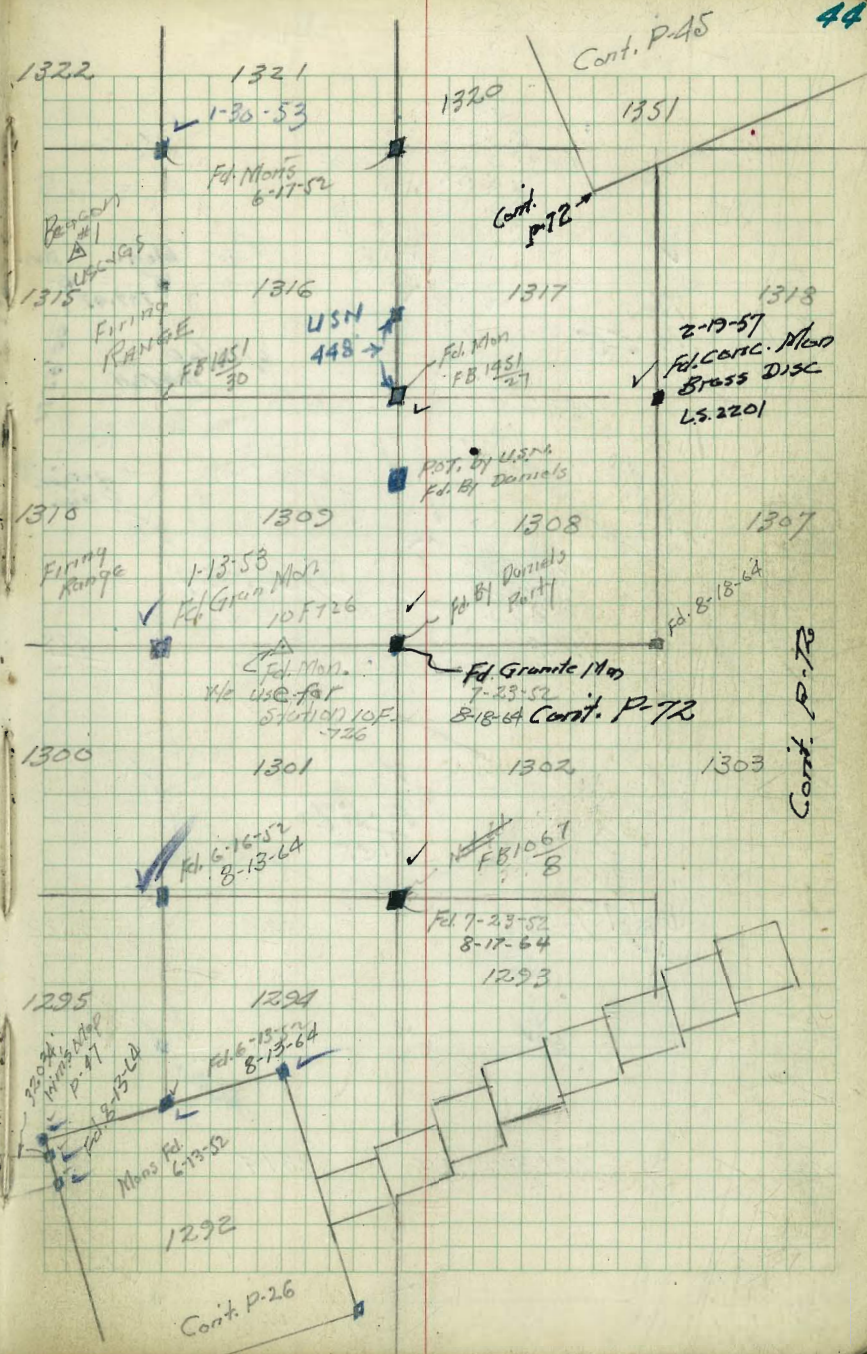 44
Cont. P-45
1322
1321
1320
1351
1-30-53
Fd. Mons
6-17-52
Cont.
P-72
Beacon
#1
USC&GS
1315
1316
1317
1318
Firing
RANGE
USN
448
FB 1451/30
Fd. Mon
FB 1451/27
2-19-57
Fd. Conc. Mon
Brass Disc
L.S. 2201
P.O.T. by U.S.N.
Fd. By Daniels
1310
1309
1308
1307
Firing
Range
1-13-53
Fd Gran Mon
10 F 726
Fd. By Daniels
Party
Fd. 8-18-64
Fd. Mon.
use for
Station 10F-
726
Fd. Granite Mon
7-23-52
8-18-64 Cont. P-72
Cont. P-72
1300
1301
1302
1303
Fd. 6-16-52
8-13-64
FB 1067/8
Fd. 7-23-52
8-17-64
1295
1294
1293
P-47
Fd. 8-13-64
Fd. 6-13-52
8-13-64
Mons Fd.
6-13-52
1292
Cont. P-26